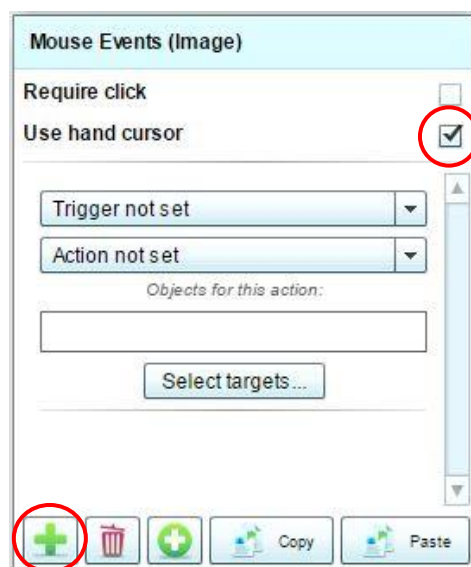 Mouse Events (Image)
Require click
Use hand cursor
Trigger not set
Action not set
Objects for this action:
Select targets...
Copy Paste